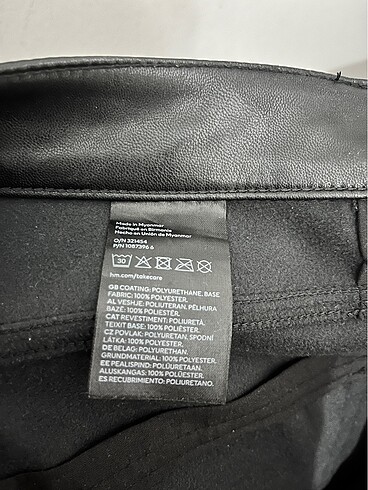 Made in Myanmar
Fabriqué en Birmanie
Hecho en Unión de Myanmar
O/N 321454
P/N 1087396 6
30
hm.com/takecare
GB COATING: POLYURETHANE. BASE
FABRIC: 100% POLYESTER.
AL VESHJE: POLIURETAN. PËLHURA
BAZË: 100% POLIESTËR.
CAT REVESTIMENT: POLIURETÀ.
TEIXIT BASE: 100% POLIÈSTER.
CZ POVLAK: POLYURETAN. SPODNÍ
LÁTKA: 100% POLYESTER.
DE BELAG: POLYURETHAN.
GRUNDMATERIAL: 100% POLYESTER.
EE PEALISPIND: POLÜURETAAN.
ALUSKANGAS: 100% POLÜESTER.
ES RECUBRIMIENTO: POLIURETANO.